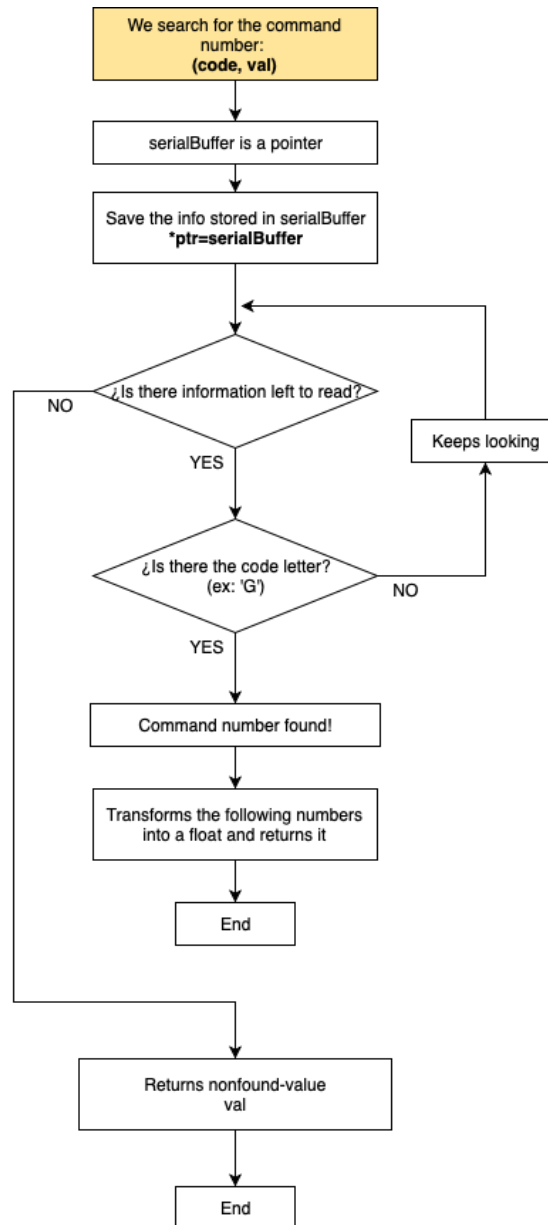 We search for the command
number:
(code, val)
serialBuffer is a pointer
Save the info stored in serialBuffer
*ptr=serialBuffer
¿Is there information left to read?
NO
Keeps looking
YES
¿Is there the code letter?
(ex: 'G')
NO
YES
Command number found!
Transforms the following numbers
into a float and returns it
End
Returns nonfound-value
val
End